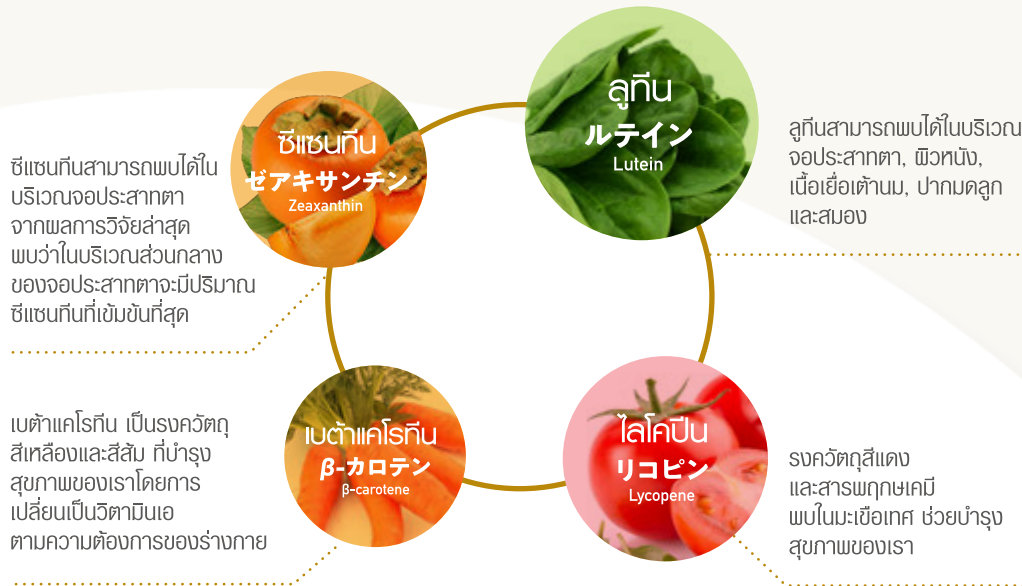 ซีแซนทีน
ゼアキサンチン
Zeaxanthin
ซีแซนทีนสามารถพบได้ใน
บริเวณจอประสาทตา
จากผลการวิจัยล่าสุด
พบว่าในบริเวณส่วนกลาง
ของจอประสาทตาจะมีปริมาณ
ซีแซนทีนที่เข้มข้นที่สุด
ลูทีน
ルテイン
Lutein
ลูทีนสามารถพบได้ในบริเวณ
จอประสาทตา, ผิวหนัง,
เนื้อเยื่อเต้านม, ปากมดลูก
และสมอง
เบต้าแคโรทีน
β-カロテン
β-carotene
เบต้าแคโรทีน เป็นรงควัตถุ
สีเหลืองและสีส้ม ที่บำรุง
สุขภาพของเราโดยการ
เปลี่ยนเป็นวิตามินเอ
ตามความต้องการของร่างกาย
ไลโคปีน
リコピン
Lycopene
รงควัตถุสีแดง
และสารพฤกษเคมี
พบในมะเขือเทศ ช่วยบำรุง
สุขภาพของเรา